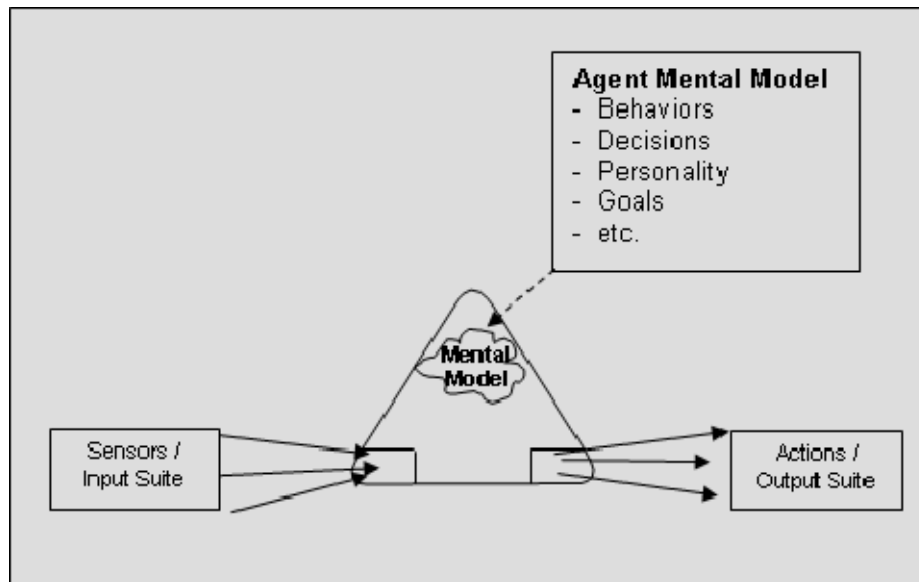 Agent Mental Model
- Behaviors
- Decisions
- Personality
- Goals
- etc.
Mental
Model
Sensors /
Input Suite
Actions /
Output Suite